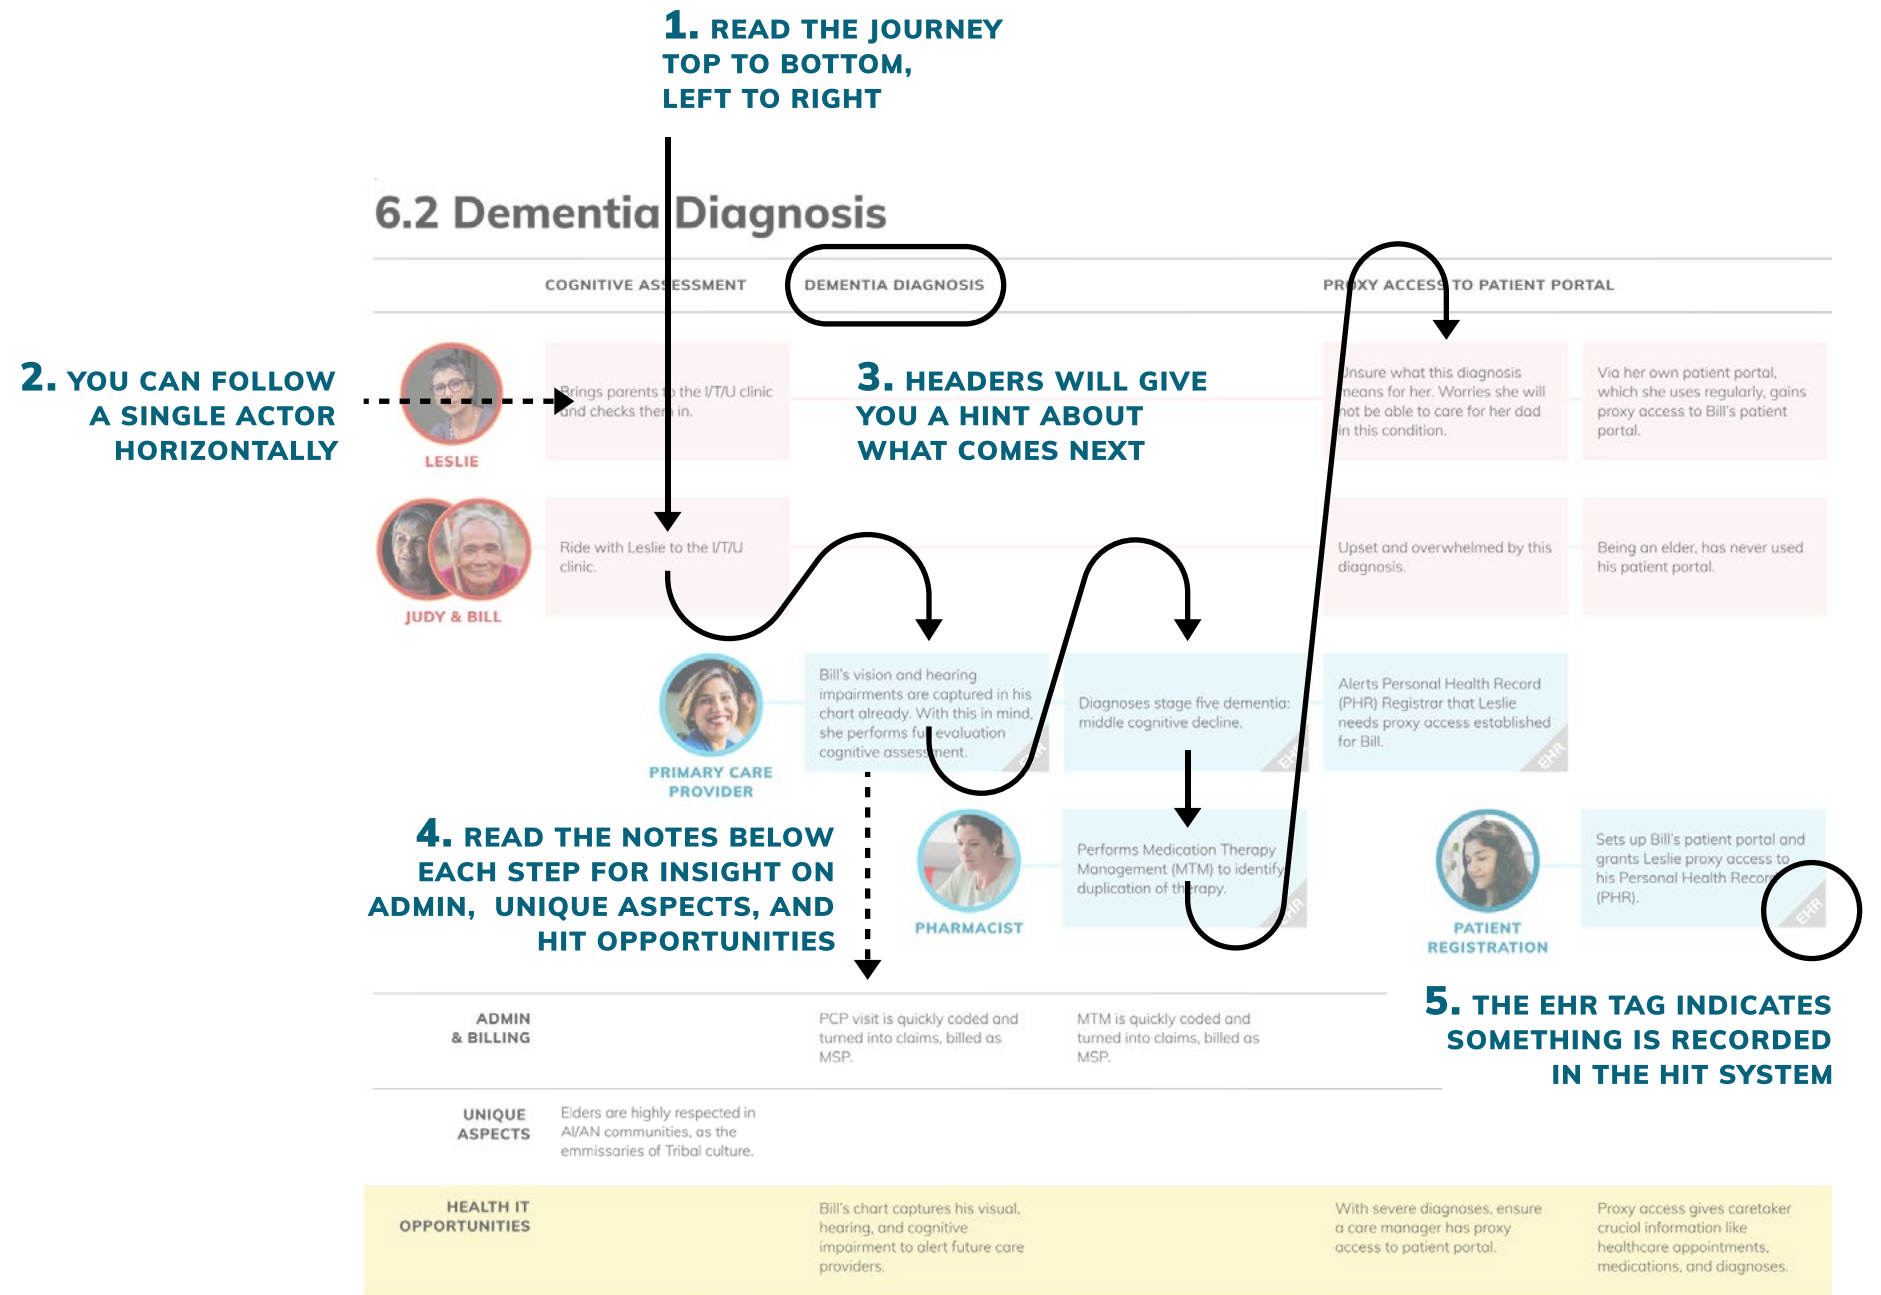 1. READ THE JOURNEY
TOP TO BOTTOM,
LEFT TO RIGHT
6.2 Dementia Diagnosis
COGNITIVE ASSESSMENT
DEMENTIA DIAGNOSIS
PROXY ACCESS TO PATIENT PORTAL
2. YOU CAN FOLLOW
A SINGLE ACTOR
HORIZONTALLY
LESLIE
Brings parents to the I/T/U clinic
and checks them in.
3. HEADERS WILL GIVE
YOU A HINT ABOUT
WHAT COMES NEXT
Unsure what this diagnosis
means for her. Worries she will
not be able to care for her dad
in this condition.
Via her own patient portal,
which she uses regularly, gains
proxy access to Bill's patient
portal.
JUDY & BILL
Ride with Leslie to the I/T/U
clinic.
Upset and overwhelmed by this
diagnosis.
Being an elder, has never used
his patient portal.
PRIMARY CARE
PROVIDER
Bill's vision and hearing
impairments are captured in his
chart already. With this in mind,
she performs full evaluation
cognitive assessment.
EHR
Diagnoses stage five dementia:
middle cognitive decline.
EHR
Alerts Personal Health Record
(PHR) Registrar that Leslie
needs proxy access established
for Bill.
EHR
4. READ THE NOTES BELOW
EACH STEP FOR INSIGHT ON
ADMIN, UNIQUE ASPECTS, AND
HIT OPPORTUNITIES
PHARMACIST
Performs Medication Therapy
Management (MTM) to identify
duplication of therapy.
EHR
PATIENT
REGISTRATION
Sets up Bill's patient portal and
grants Leslie proxy access to
his Personal Health Record
(PHR).
EHR
5. THE EHR TAG INDICATES
SOMETHING IS RECORDED
IN THE HIT SYSTEM
ADMIN
& BILLING
PCP visit is quickly coded and
turned into claims, billed as
MSP.
MTM is quickly coded and
turned into claims, billed as
MSP.
UNIQUE
ASPECTS
Elders are highly respected in
AI/AN communities, as the
emmissaries of Tribal culture.
HEALTH IT
OPPORTUNITIES
Bill's chart captures his visual,
hearing, and cognitive
impairment to alert future care
providers.
With severe diagnoses, ensure
a care manager has proxy
access to patient portal.
Proxy access gives caretaker
crucial information like
healthcare appointments,
medications, and diagnoses.